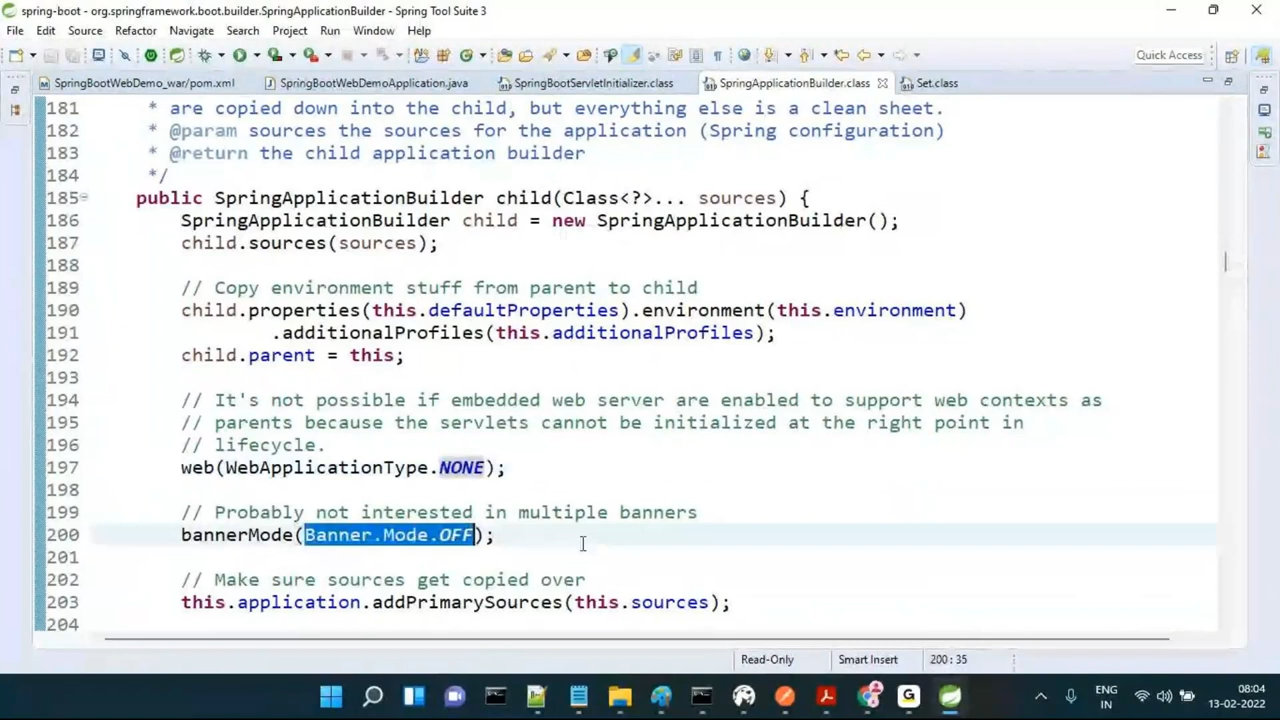 spring-boot - org.springframework.boot.builder.SpringApplicationBuilder - Spring Tool Suite 3
File Edit Source Refactor Navigate Search Project Run Window Help
Quick Access
SpringBootWebDemo_war/pom.xml SpringBootWebDemoApplication.java SpringBootServletInitializer.class SpringApplicationBuilder.class Set.class
181 * are copied down into the child, but everything else is a clean sheet.
182 * @param sources the sources for the application (Spring configuration)
183 * @return the child application builder
184 */
185 public SpringApplicationBuilder child(Class<?>... sources) {
186 SpringApplicationBuilder child = new SpringApplicationBuilder();
187 child.sources(sources);
188
189 // Copy environment stuff from parent to child
190 child.properties(this.defaultProperties).environment(this.environment)
191 .additionalProfiles(this.additionalProfiles);
192 child.parent = this;
193
194 // It's not possible if embedded web server are enabled to support web contexts as
195 // parents because the servlets cannot be initialized at the right point in
196 // lifecycle.
197 web(WebApplicationType.NONE);
198
199 // Probably not interested in multiple banners
200 bannerMode(Banner.Mode.OFF);
201
202 // Make sure sources get copied over
203 this.application.addPrimarySources(this.sources);
204
Read-Only Smart Insert 200 : 35
ENG 08:04
IN 13-02-2022